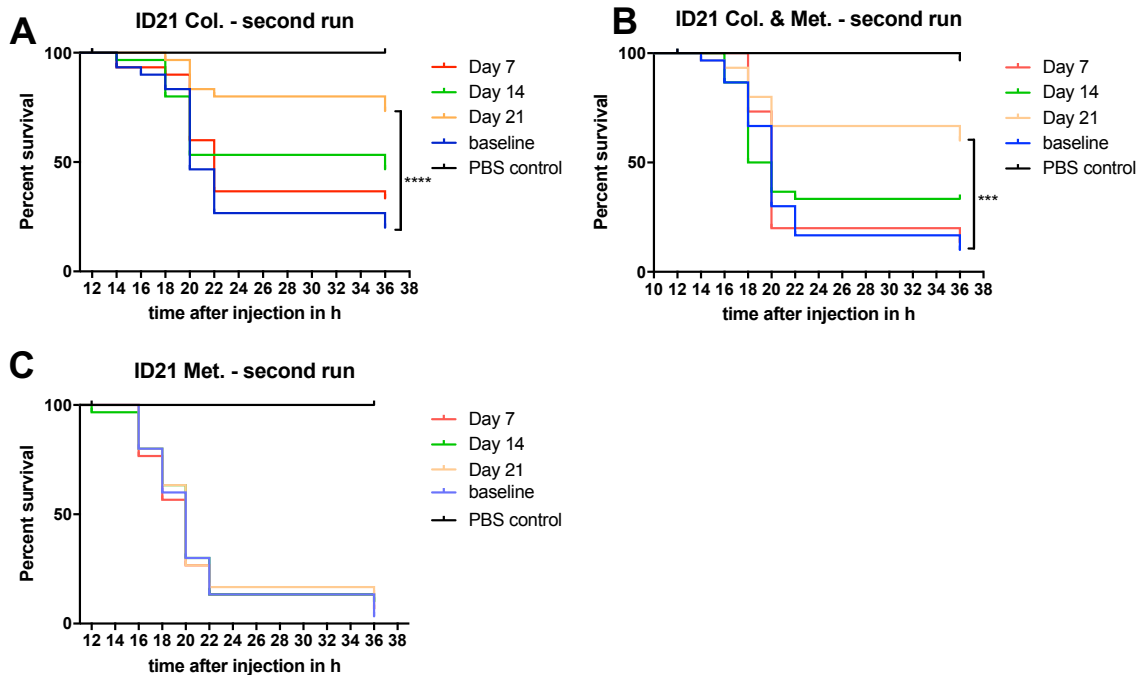 A
ID21 Col. - second run
Percent survival
100
50
0
12 14 16 18 20 22 24 26 28 30 32 34 36 38
time after injection in h
Day 7
Day 14
Day 21
baseline
PBS control
****
B
ID21 Col. & Met. - second run
Percent survival
100
50
0
10 12 14 16 18 20 22 24 26 28 30 32 34 36 38
time after injection in h
Day 7
Day 14
Day 21
baseline
PBS control
***
C
ID21 Met. - second run
Percent survival
100
50
0
12 14 16 18 20 22 24 26 28 30 32 34 36 38
time after injection in h
Day 7
Day 14
Day 21
baseline
PBS control